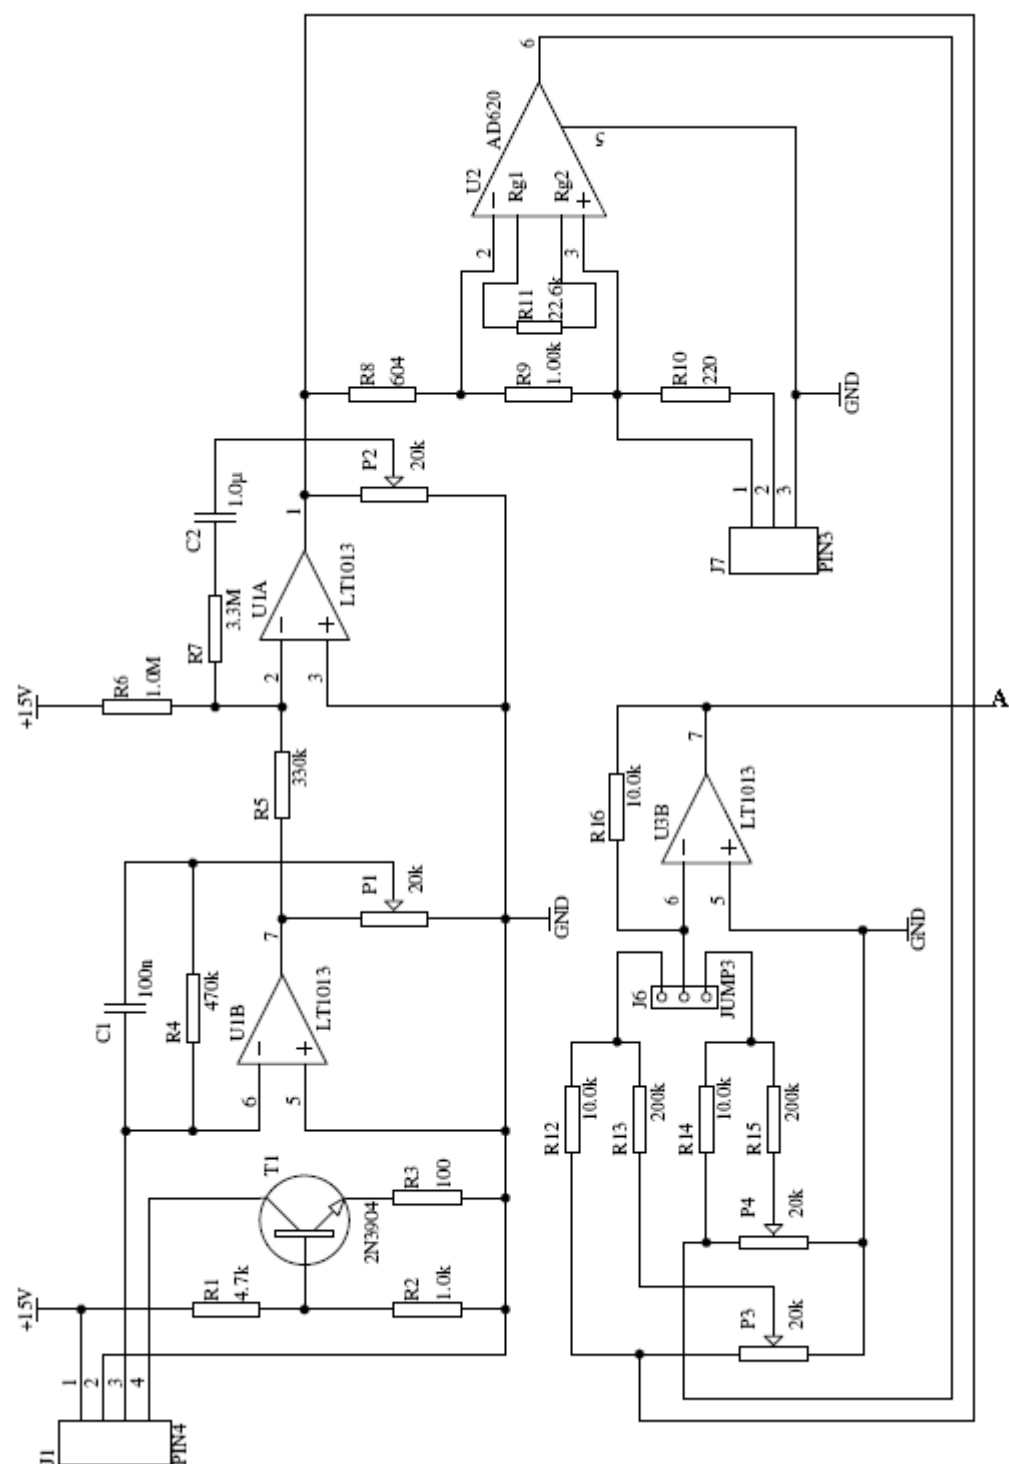 6
AD620
5
U2
Rg1
Rg2
2
3
R11
22.6k
R8
604
R9
1.00k
R10
220
GND
P2
20k
C2
1.0µ
1
1
2
3
J7
PIN3
U1A
LT1013
R7
3.3M
2
3
+15V
R6
1.0M
A
R5
330k
7
R16
10.0k
U3B
LT1013
6
5
P1
20k
GND
GND
7
C1
100n
R4
470k
U1B
LT1013
6
5
J6
JUMP3
R12
10.0k
R13
200k
R14
10.0k
R15
200k
T1
2N3904
R3
100
P4
20k
+15V
R1
4.7k
R2
1.0k
P3
20k
1
2
3
4
J1
PIN4